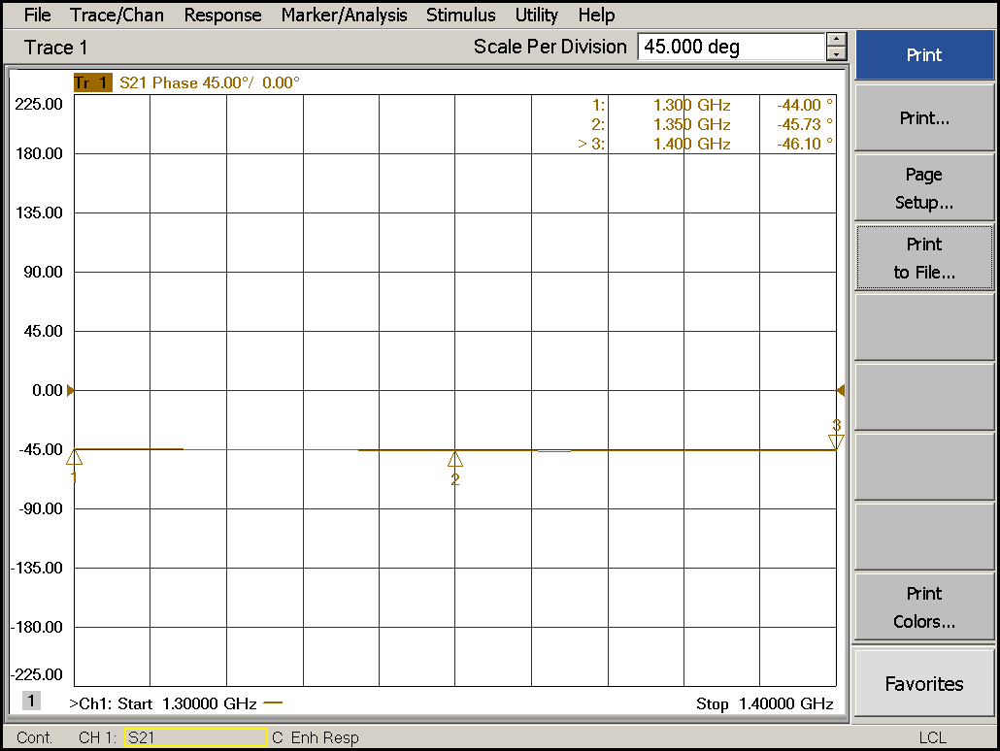 File Trace/Chan Response Marker/Analysis Stimulus Utility Help
Trace 1 Scale Per Division 45.000 deg
Print
Print...
Page
Setup...
Print
to File...
Print
Colors...
Favorites
Tr 1 S21 Phase 45.00°/ 0.00°
1: 1.300 GHz -44.00 °
2: 1.350 GHz -45.73 °
> 3: 1.400 GHz -46.10 °
225.00
180.00
135.00
90.00
45.00
0.00
-45.00
-90.00
-135.00
-180.00
-225.00
1
2
3
1 >Ch1: Start 1.30000 GHz Stop 1.40000 GHz
Cont. CH 1: S21 C Enh Resp LCL